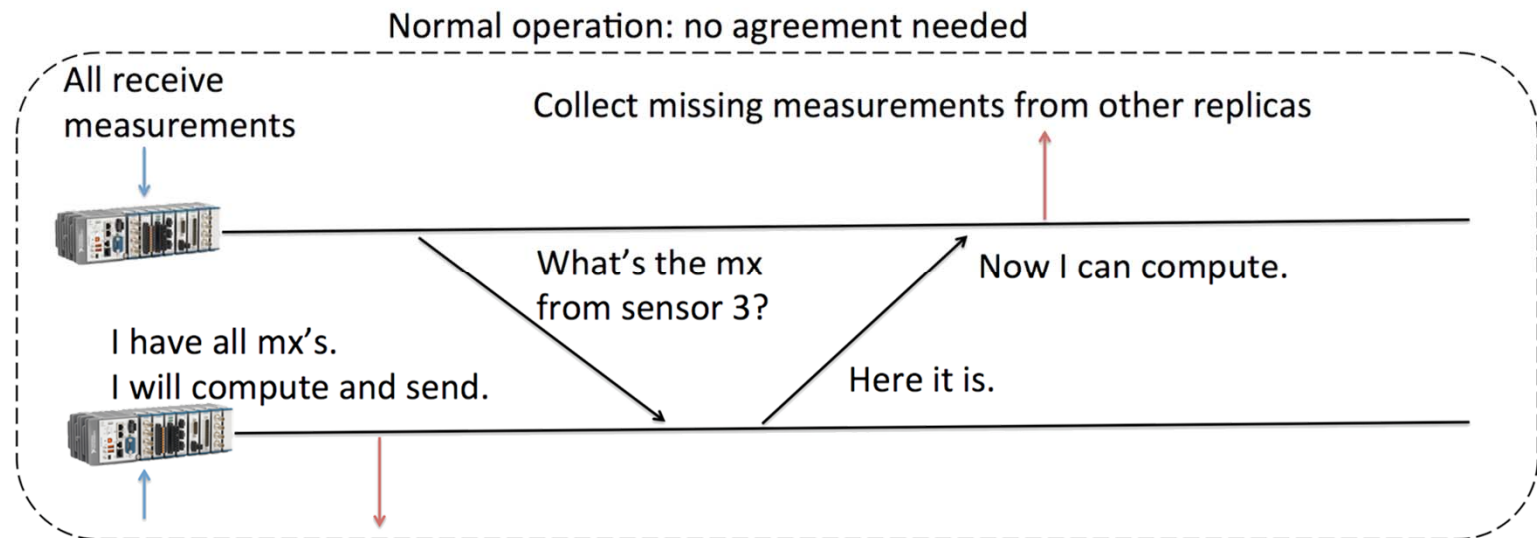 Normal operation: no agreement needed
All receive
measurements
Collect missing measurements from other replicas
What's the mx
from sensor 3?
Now I can compute.
I have all mx's.
I will compute and send.
Here it is.